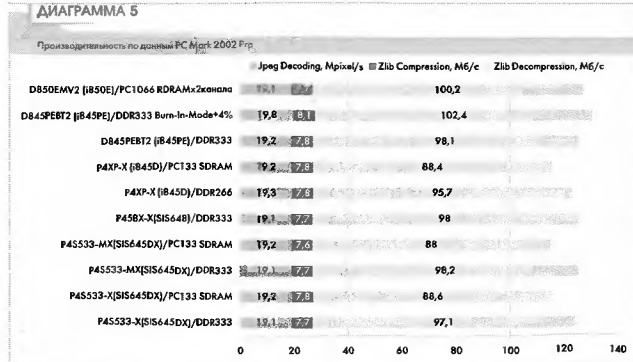 ДИАГРАММА 5
Производительность по данным PC Mark 2002 Pro
Jpeg Decoding, Mpixel/s Zlib Compression, Мб/с Zlib Decompression, Мб/с
D850EMV2 (i850E)/PC1066 RDRAMx2канала 19,1 7,7 100,2
D845PEBT2 (i845PE)/DDR333 Burn-In-Mode+4% 19,8 8,1 102,4
D845PEBT2 (i845PE)/DDR333 19,2 7,8 98,1
P4XP-X (i845D)/PC133 SDRAM 19,2 7,8 88,4
P4XP-X (i845D)/DDR266 19,3 7,8 95,7
P45BX-X(SIS648)/DDR333 19,1 7,7 98
P4S533-MX(SIS645DX)/PC133 SDRAM 19,2 7,6 88
P4S533-MX(SIS645DX)/DDR333 19,1 7,7 98,2
P4S533-X(SIS645DX)/PC133 SDRAM 19,2 7,8 88,6
P4S533-X(SIS645DX)/DDR333 19,1 7,7 97,1
0 20 40 60 80 100 120 140